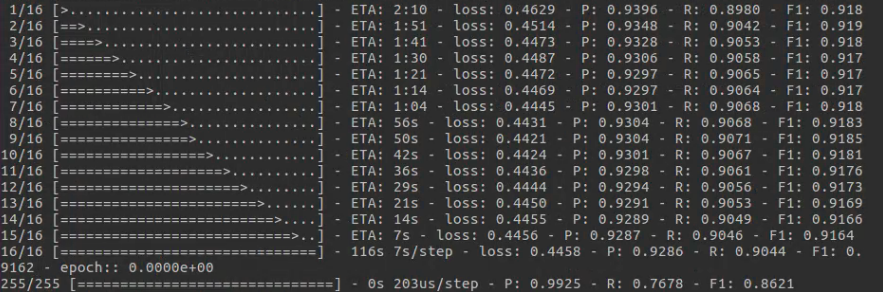 1/16 [>.............................] - ETA: 2:10 - loss: 0.4629 - P: 0.9396 - R: 0.8980 - F1: 0.918
2/16 [==>...........................] - ETA: 1:51 - loss: 0.4514 - P: 0.9348 - R: 0.9042 - F1: 0.919
3/16 [====>.........................] - ETA: 1:41 - loss: 0.4473 - P: 0.9328 - R: 0.9053 - F1: 0.918
4/16 [======>.......................] - ETA: 1:30 - loss: 0.4487 - P: 0.9306 - R: 0.9058 - F1: 0.917
5/16 [========>.....................] - ETA: 1:21 - loss: 0.4472 - P: 0.9297 - R: 0.9065 - F1: 0.917
6/16 [==========>...................] - ETA: 1:14 - loss: 0.4469 - P: 0.9297 - R: 0.9064 - F1: 0.917
7/16 [============>.................] - ETA: 1:04 - loss: 0.4445 - P: 0.9301 - R: 0.9068 - F1: 0.918
8/16 [==============>...............] - ETA: 56s - loss: 0.4431 - P: 0.9304 - R: 0.9068 - F1: 0.9183
9/16 [===============>..............] - ETA: 50s - loss: 0.4421 - P: 0.9304 - R: 0.9071 - F1: 0.9185
10/16 [=================>............] - ETA: 42s - loss: 0.4424 - P: 0.9301 - R: 0.9067 - F1: 0.9181
11/16 [===================>..........] - ETA: 36s - loss: 0.4436 - P: 0.9298 - R: 0.9061 - F1: 0.9176
12/16 [=====================>........] - ETA: 29s - loss: 0.4444 - P: 0.9294 - R: 0.9056 - F1: 0.9173
13/16 [=======================>......] - ETA: 21s - loss: 0.4450 - P: 0.9291 - R: 0.9053 - F1: 0.9169
14/16 [=========================>....] - ETA: 14s - loss: 0.4455 - P: 0.9289 - R: 0.9049 - F1: 0.9166
15/16 [===========================>..] - ETA: 7s - loss: 0.4456 - P: 0.9287 - R: 0.9046 - F1: 0.9164
16/16 [==============================] - 116s 7s/step - loss: 0.4458 - P: 0.9286 - R: 0.9044 - F1: 0.
9162 - epoch:: 0.0000e+00
255/255 [==============================] - 0s 203us/step - P: 0.9925 - R: 0.7678 - F1: 0.8621